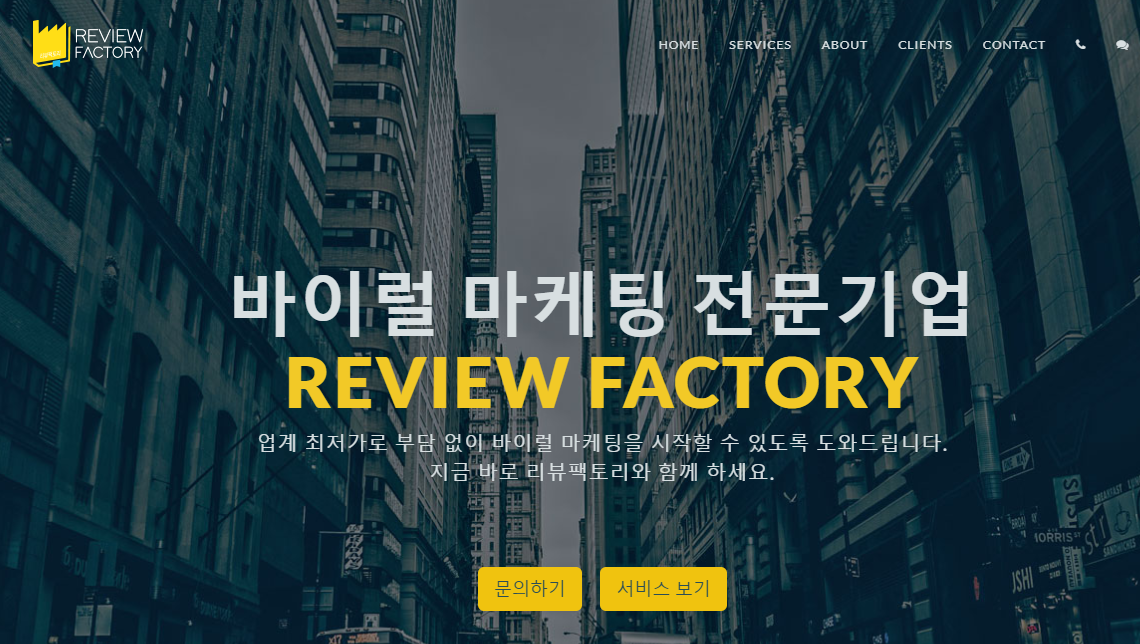 REVIEW
FACTORY
HOME SERVICES ABOUT CLIENTS CONTACT
바이럴 마케팅 전문기업
REVIEW FACTORY
업계 최저가로 부담 없이 바이럴 마케팅을 시작할 수 있도록 도와드립니다.
지금 바로 리뷰팩토리와 함께 하세요.
문의하기 서비스 보기